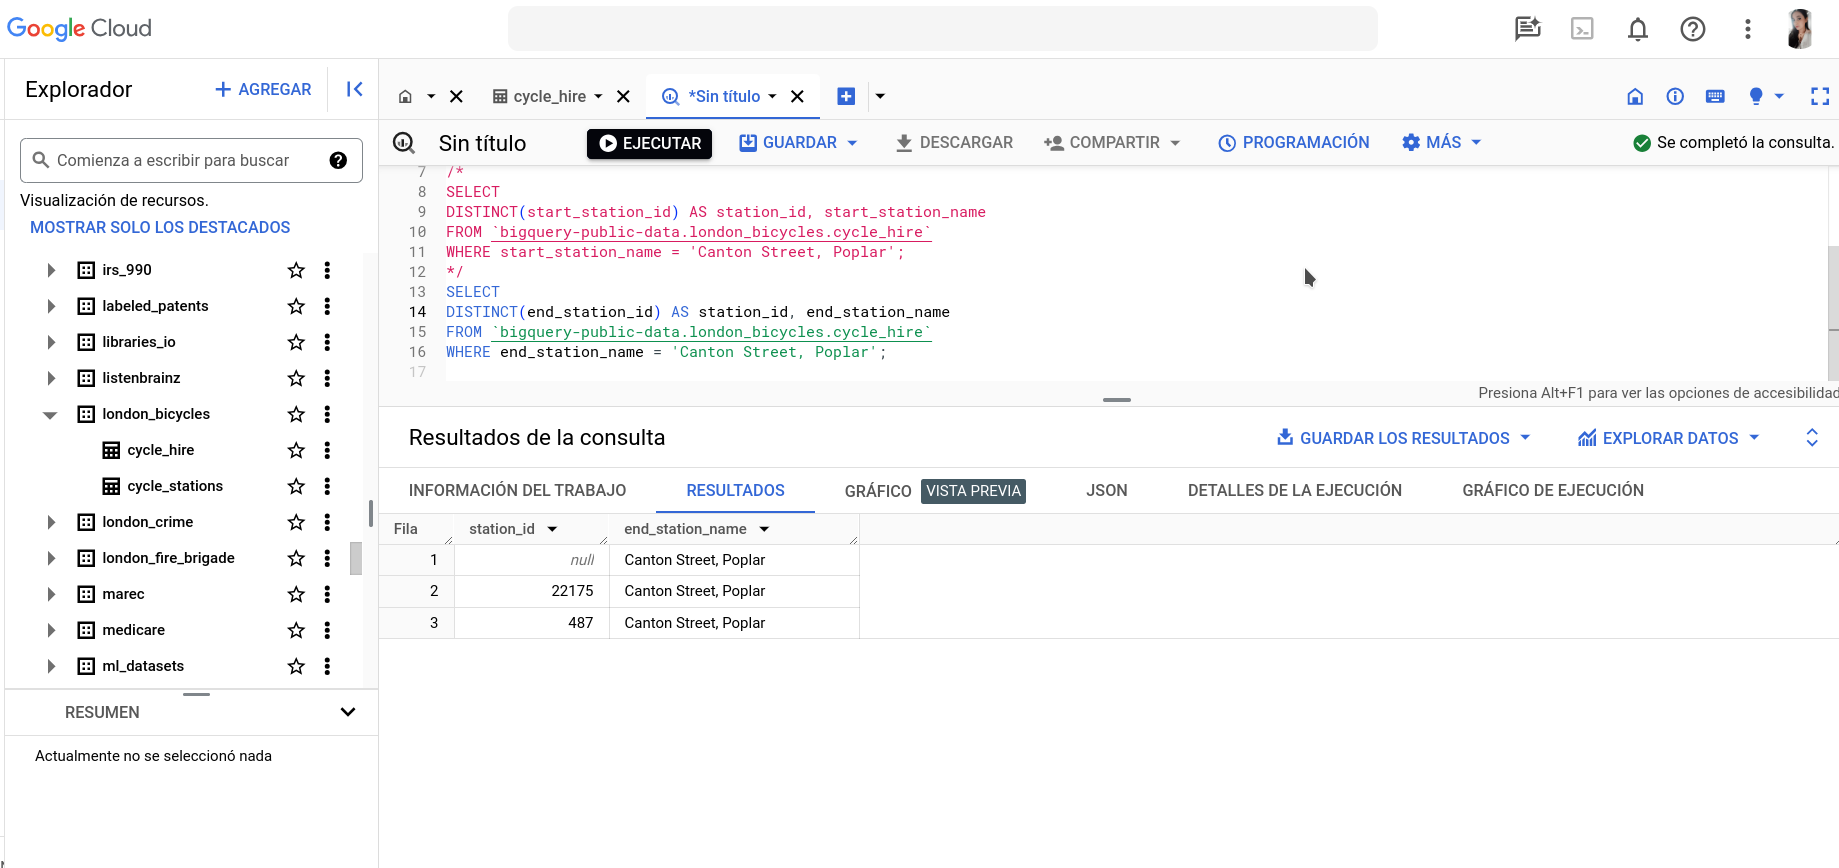 Google Cloud
Explorador
AGREGAR
Comienza a escribir para buscar
Visualización de recursos.
MOSTRAR SOLO LOS DESTACADOS
irs_990
labeled_patents
libraries_io
listenbrainz
london_bicycles
cycle_hire
cycle_stations
london_crime
london_fire_brigade
marec
medicare
ml_datasets
RESUMEN
Actualmente no se seleccionó nada
cycle_hire
*Sin título
Sin título
EJECUTAR
GUARDAR
DESCARGAR
COMPARTIR
PROGRAMACIÓN
MÁS
Se completó la consulta.
7 /*
8 SELECT
9 DISTINCT(start_station_id) AS station_id, start_station_name
10 FROM `bigquery-public-data.london_bicycles.cycle_hire`
11 WHERE start_station_name = 'Canton Street, Poplar';
12 */
13 SELECT
14 DISTINCT(end_station_id) AS station_id, end_station_name
15 FROM `bigquery-public-data.london_bicycles.cycle_hire`
16 WHERE end_station_name = 'Canton Street, Poplar';
17
Presiona Alt+F1 para ver las opciones de accesibilidad
Resultados de la consulta
GUARDAR LOS RESULTADOS
EXPLORAR DATOS
INFORMACIÓN DEL TRABAJO
RESULTADOS
GRÁFICO VISTA PREVIA
JSON
DETALLES DE LA EJECUCIÓN
GRÁFICO DE EJECUCIÓN
Fila station_id end_station_name
1 null Canton Street, Poplar
2 22175 Canton Street, Poplar
3 487 Canton Street, Poplar